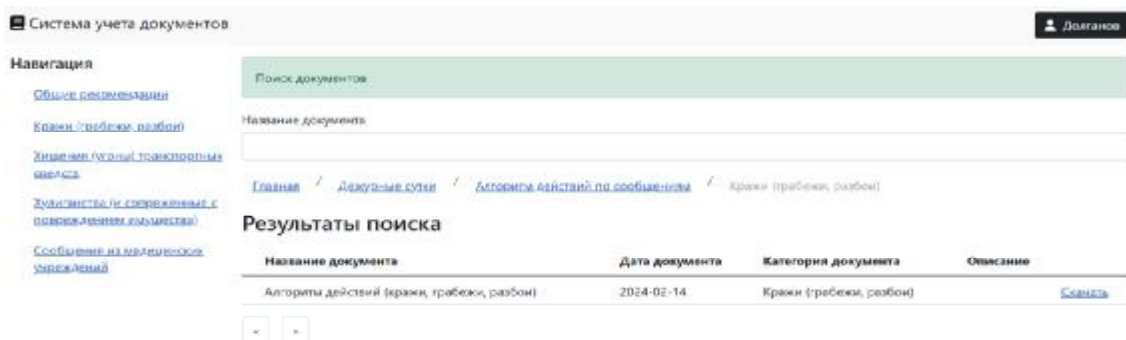 Система учета документов
Долганов
Навигация
Общие рекомендации
Кражи (грабежи, разбои)
Хищения (угоны) транспортных
средств
Хулиганства (и сопряженные с
повреждением имущества)
Сообщения из медицинских
учреждений
Поиск документов
Название документа
Главная / Дежурные сутки / Алгоритм действий по сообщениям / Кражи (грабежи, разбои)
Результаты поиска
Название документа Дата документа Категория документа Описание
Алгоритм действий (кражи, грабежи, разбои) 2024-02-14 Кражи (грабежи, разбои) Скачать
« »